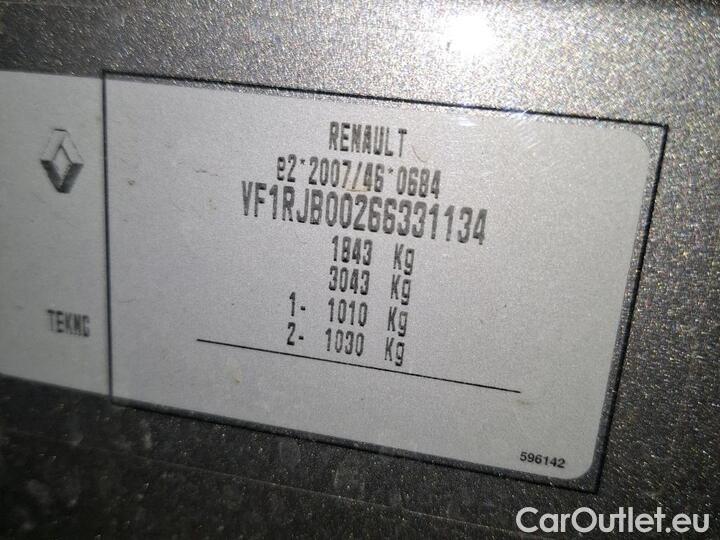 RENAULT
e2*2007/46*0684
VF1RJB00266331134
1843 Kg
3043 Kg
1- 1010 Kg
2- 1030 Kg
TEKNG
596142
CarOutlet.eu